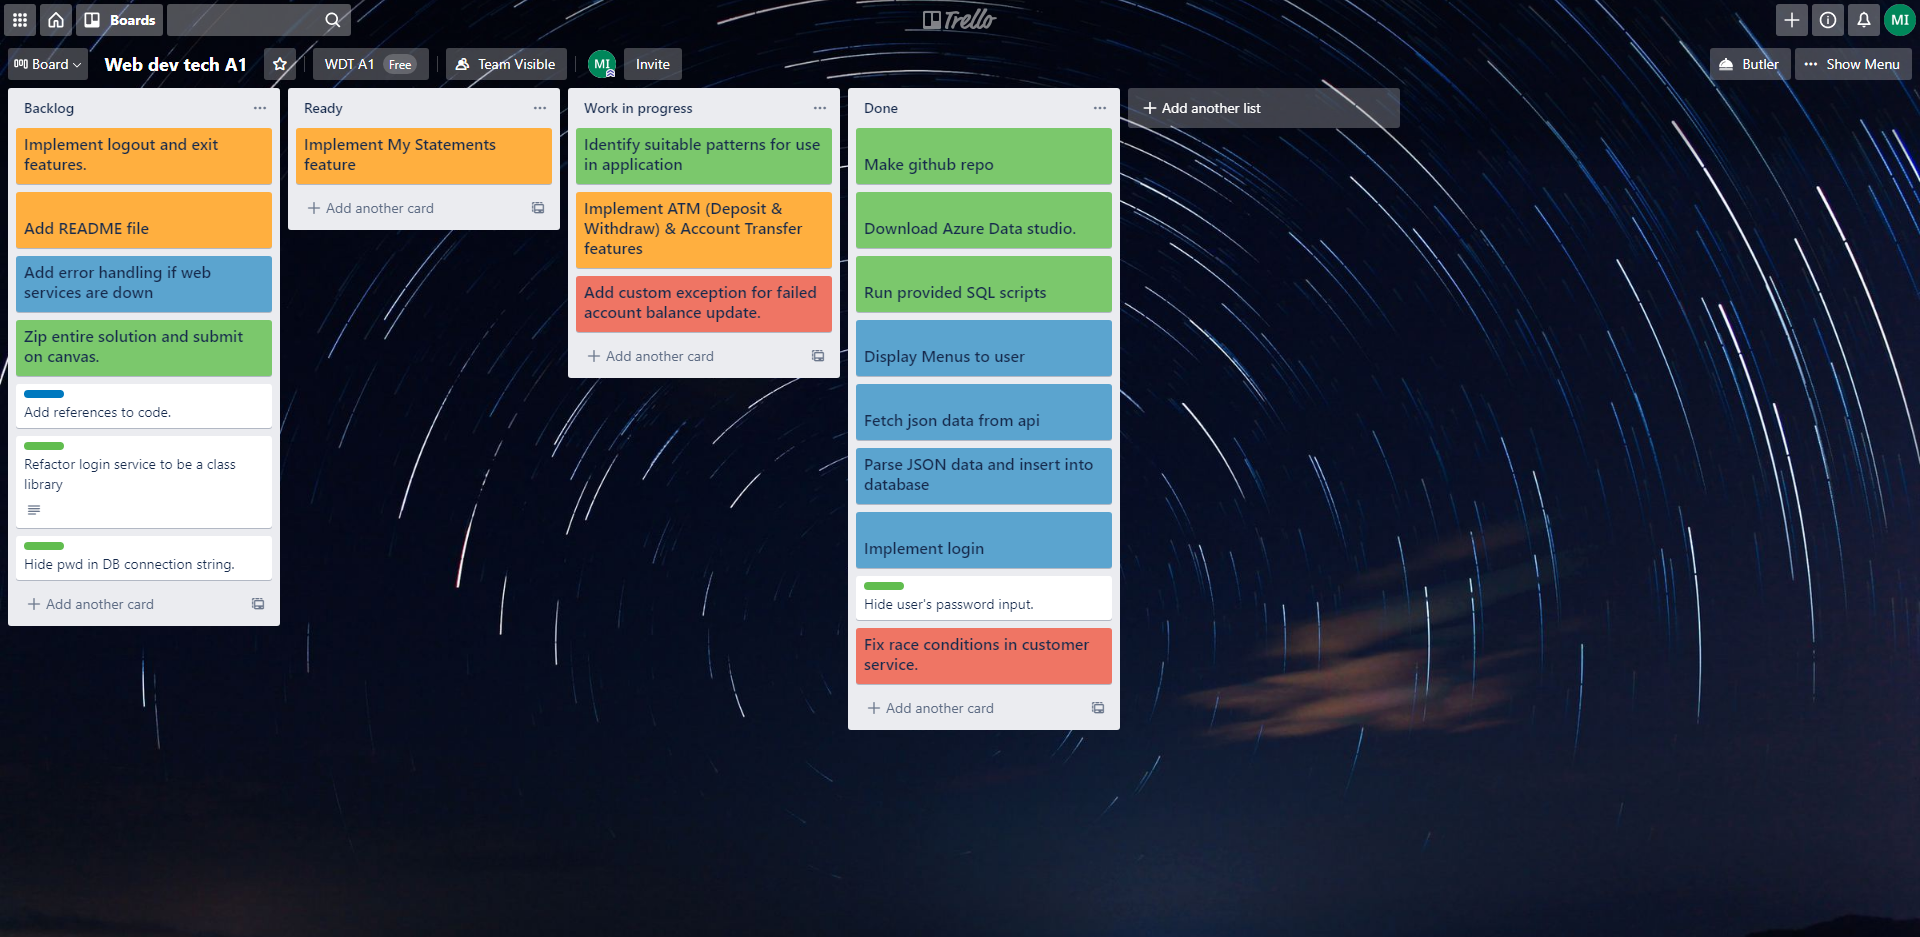 Boards
Trello
MI
Board
Web dev tech A1
WDT A1 Free
Team Visible
MI
Invite
Butler
Show Menu
Backlog
Implement logout and exit
features.
Add README file
Add error handling if web
services are down
Zip entire solution and submit
on canvas.
Add references to code.
Refactor login service to be a class
library
Hide pwd in DB connection string.
Add another card
Ready
Implement My Statements
feature
Add another card
Work in progress
Identify suitable patterns for use
in application
Implement ATM (Deposit &
Withdraw) & Account Transfer
features
Add custom exception for failed
account balance update.
Add another card
Done
Make github repo
Download Azure Data studio.
Run provided SQL scripts
Display Menus to user
Fetch json data from api
Parse JSON data and insert into
database
Implement login
Hide user's password input.
Fix race conditions in customer
service.
Add another card
Add another list